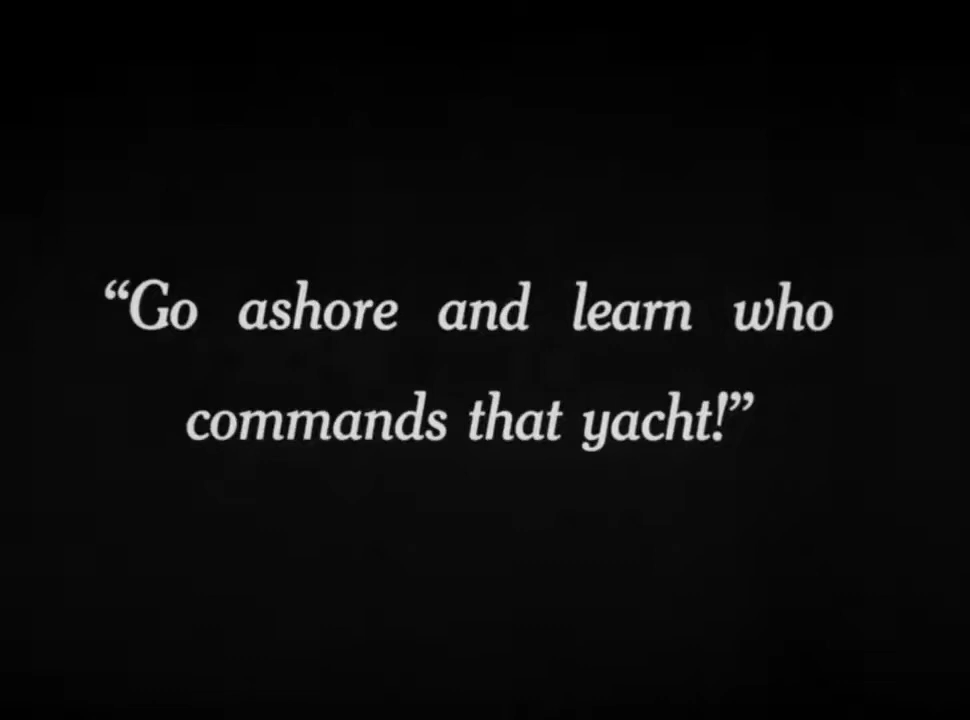 “Go ashore and learn who
commands that yacht!”